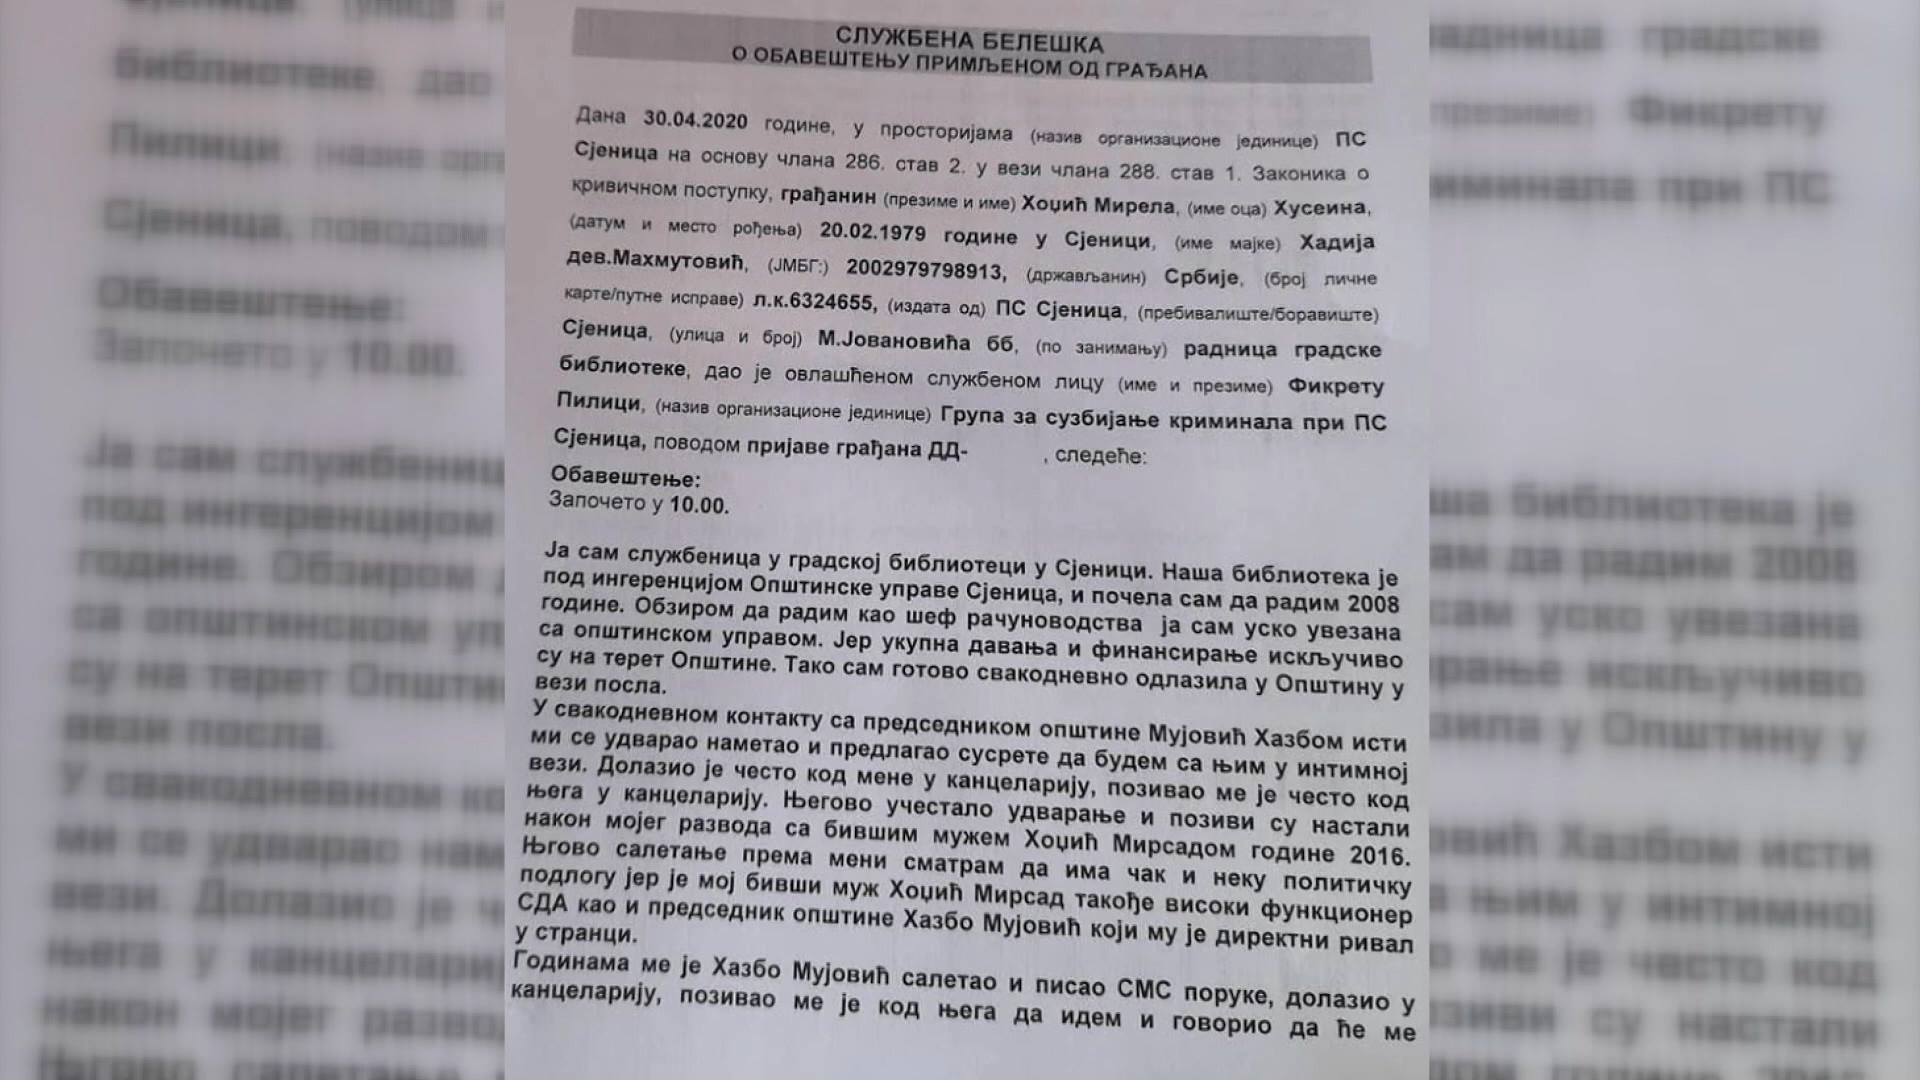 СЛУЖБЕНА БЕЛЕШКА
О ОБАВЕШТЕЊУ ПРИМЉЕНОМ ОД ГРАЂАНА
Дана 30.04.2020 године, у просторијама (назив организационе јединице) ПС
Сјеница на основу члана 286. став 2. у вези члана 288. став 1. Законика о
кривичном поступку, грађанин (презиме и име) Хоџић Мирела, (име оца) Хусеина,
(датум и место рођења) 20.02.1979 године у Сјеници, (име мајке) Хадија
дев.Махмутовић, (ЈМБГ:) 2002979798913, (држављанин) Србије, (број личне
карте/путне исправе) л.к.6324655, (издата од) ПС Сјеница, (пребивалиште/боравиште)
Сјеница, (улица и број) М.Јовановића бб, (по занимању) радница градске
библиотеке, дао је овлашћеном службеном лицу (име и презиме) Фикрету
Пилици, (назив организационе јединице) Група за сузбијање криминала при ПС
Сјеница, поводом пријаве грађана ДД- , следеће:
Обавештење:
Започето у 10.00.
Ја сам службеница у градској библиотеци у Сјеници. Наша библиотека је
под ингеренцијом Општинске управе Сјеница, и почела сам да радим 2008
године. Обзиром да радим као шеф рачуноводства ја сам уско увезана
са општинском управом. Јер укупна давања и финансирање искључиво
су на терет Општине. Тако сам готово свакодневно одлазила у Општину у
вези посла.
У свакодневном контакту са председником општине Мујовић Хазбом исти
ми се удварао наметао и предлагао сусрете да будем са њим у интимној
вези. Долазио је често код мене у канцеларију, позивао ме је често код
њега у канцеларију. Његово учестало удварање и позиви су настали
након мојег развода са бившим мужем Хоџић Мирсадом године 2016.
Њгово салетање према мени сматрам да има чак и неку политичку
подлогу јер је мој бивши муж Хоџић Мирсад такође високи функционер
СДА као и председник општине Хазбо Мујовић који му је директни ривал
у странци.
Годинама ме је Хазбо Мујовић салетао и писао СМС поруке, долазио у
канцеларију, позивао ме је код њега да идем и говорио да ће ме